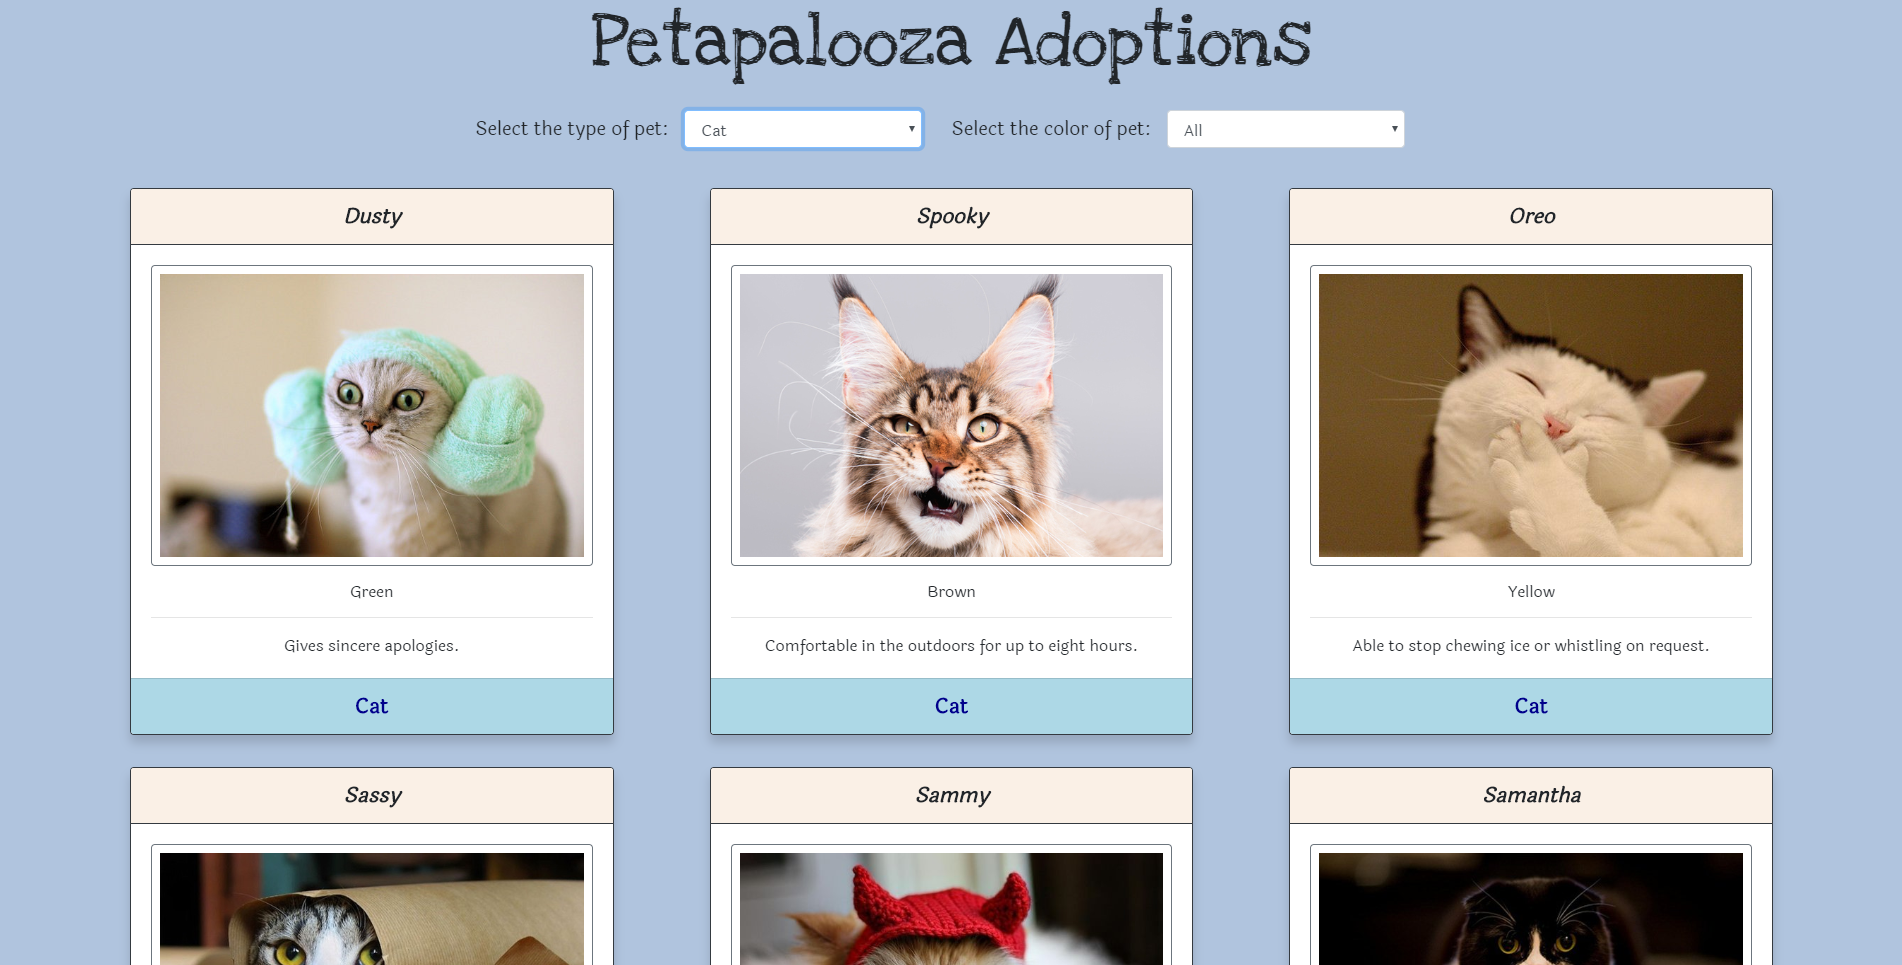 Petapalooza Adoptions
Select the type of pet: Cat Select the color of pet: All
Dusty
Green
Gives sincere apologies.
Cat
Spooky
Brown
Comfortable in the outdoors for up to eight hours.
Cat
Oreo
Yellow
Able to stop chewing ice or whistling on request.
Cat
Sassy
Sammy
Samantha